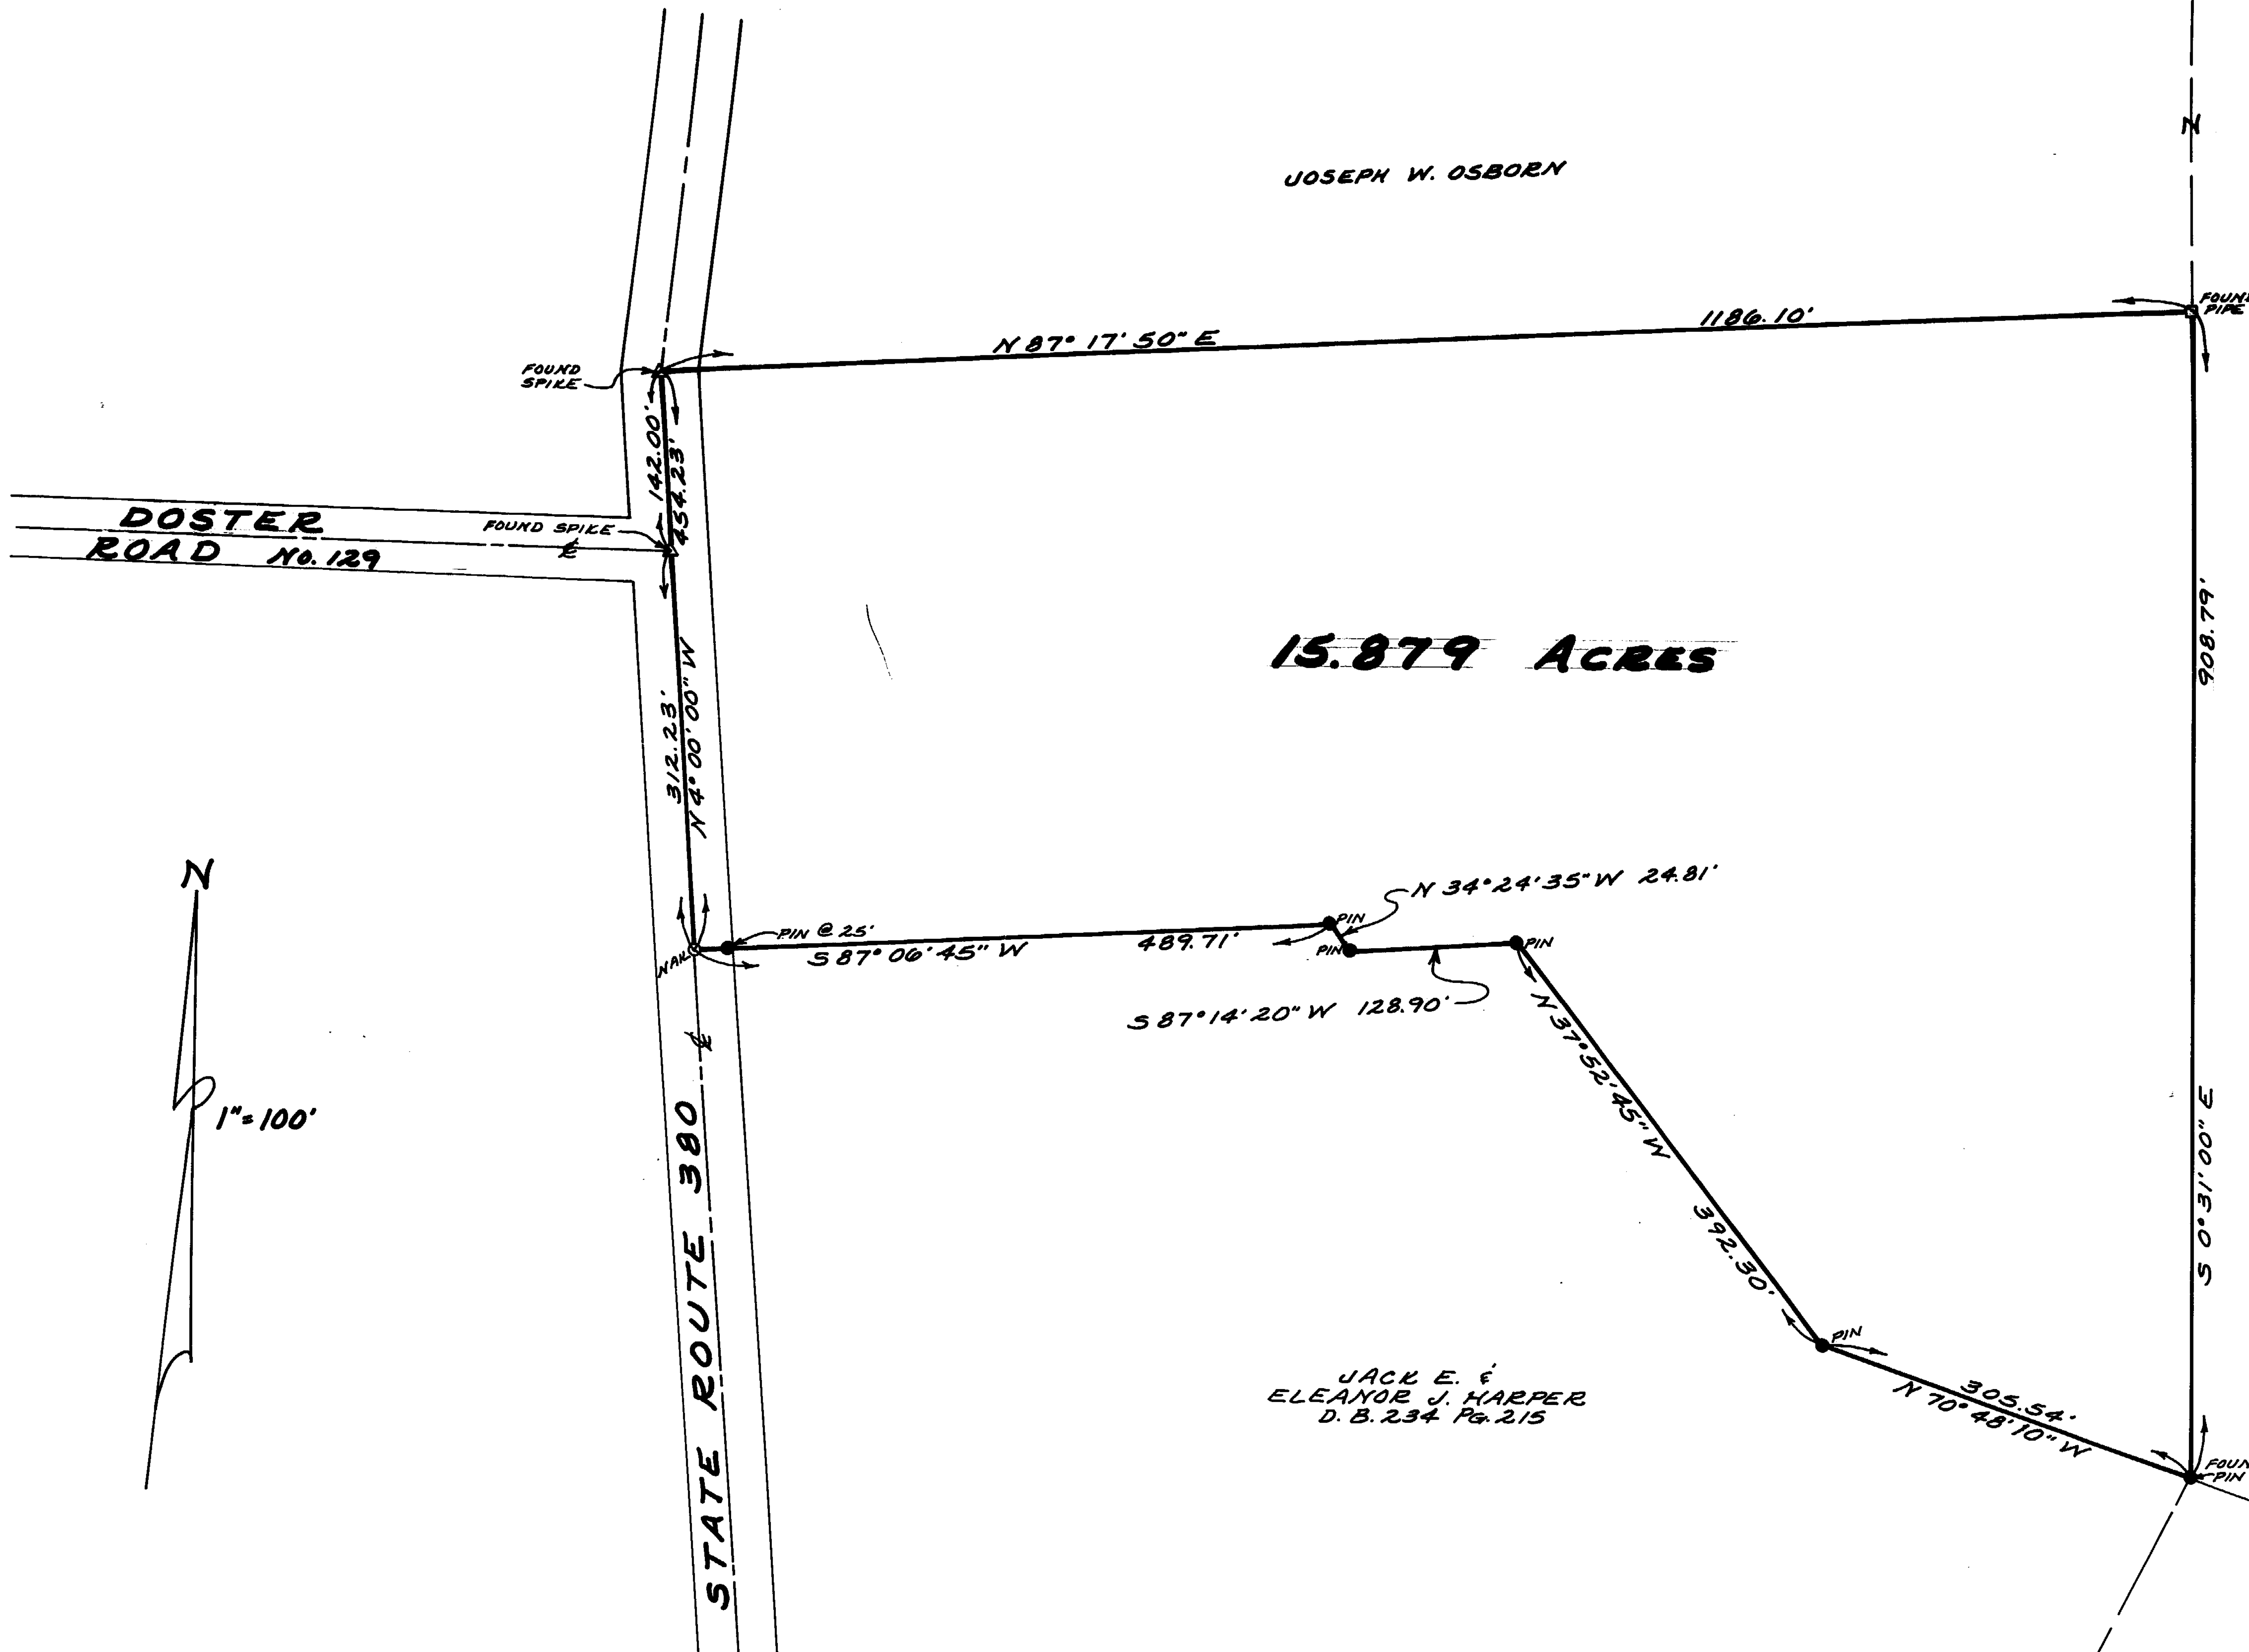 N
JOSEPH W. OSBORN
FOUND
PIPE
1186.10'
N 87° 17' 50" E
FOUND
SPIKE
142.00'
454.23'
DOSTER
ROAD NO. 129
FOUND SPIKE
℄
15.879 ACRES
908.79'
312.23'
N 4° 00' 00" W
N
N 34° 24' 35" W 24.81'
PIN
PIN @ 25'
489.71'
S 87° 06' 45" W
NAIL
PIN
PIN
S 87° 14' 20" W 128.90'
N 37° 52' 45" W
℄
1" = 100'
STATE ROUTE 380
S 0° 31' 00" E
392.30'
PIN
JACK E. &
ELEANOR J. HARPER
D. B. 234 PG. 215
305.54'
N 70° 48' 10" W
FOUN
PIN